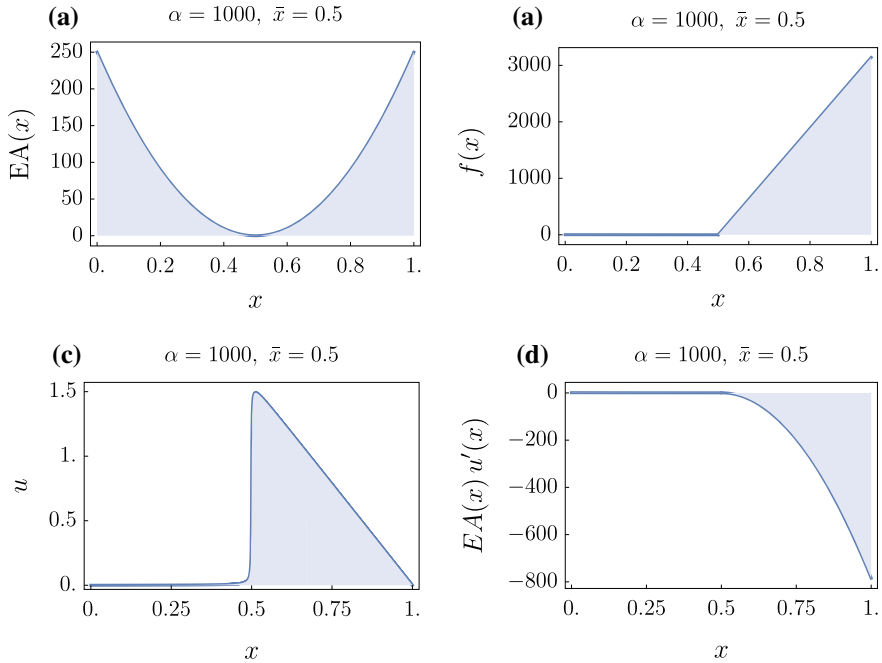 (a) α = 1000, x̄ = 0.5
EA(x)
250
200
150
100
50
0
0. 0.2 0.4 0.6 0.8 1.
x
(a) α = 1000, x̄ = 0.5
f(x)
3000
2000
1000
0
0. 0.2 0.4 0.6 0.8 1.
x
(c) α = 1000, x̄ = 0.5
u
1.5
1.
0.5
0.
0. 0.25 0.5 0.75 1.
x
(d) α = 1000, x̄ = 0.5
EA(x) u′(x)
0
−200
−400
−600
−800
0. 0.25 0.5 0.75 1.
x